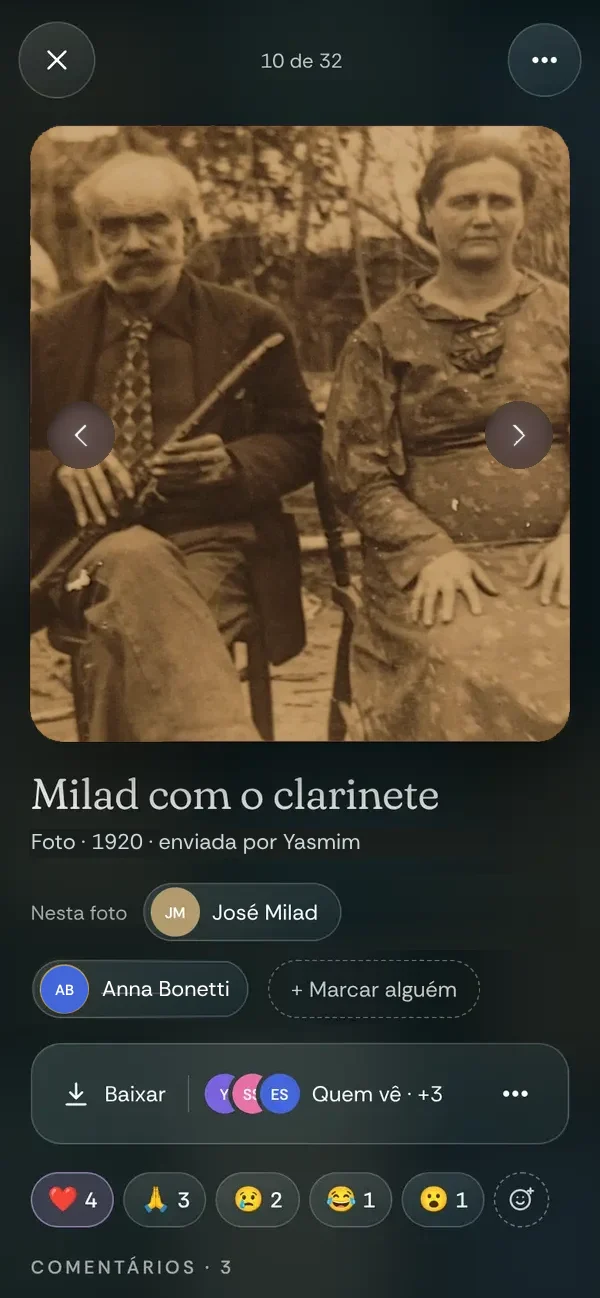 10 de 32
Milad com o clarinete
Foto · 1920 · enviada por Yasmim
Nesta foto JM José Milad
AB Anna Bonetti + Marcar alguém
Baixar Y SS ES Quem vê · +3
❤️ 4 🙏 3 😢 2 😂 1 😮 1
COMENTÁRIOS · 3